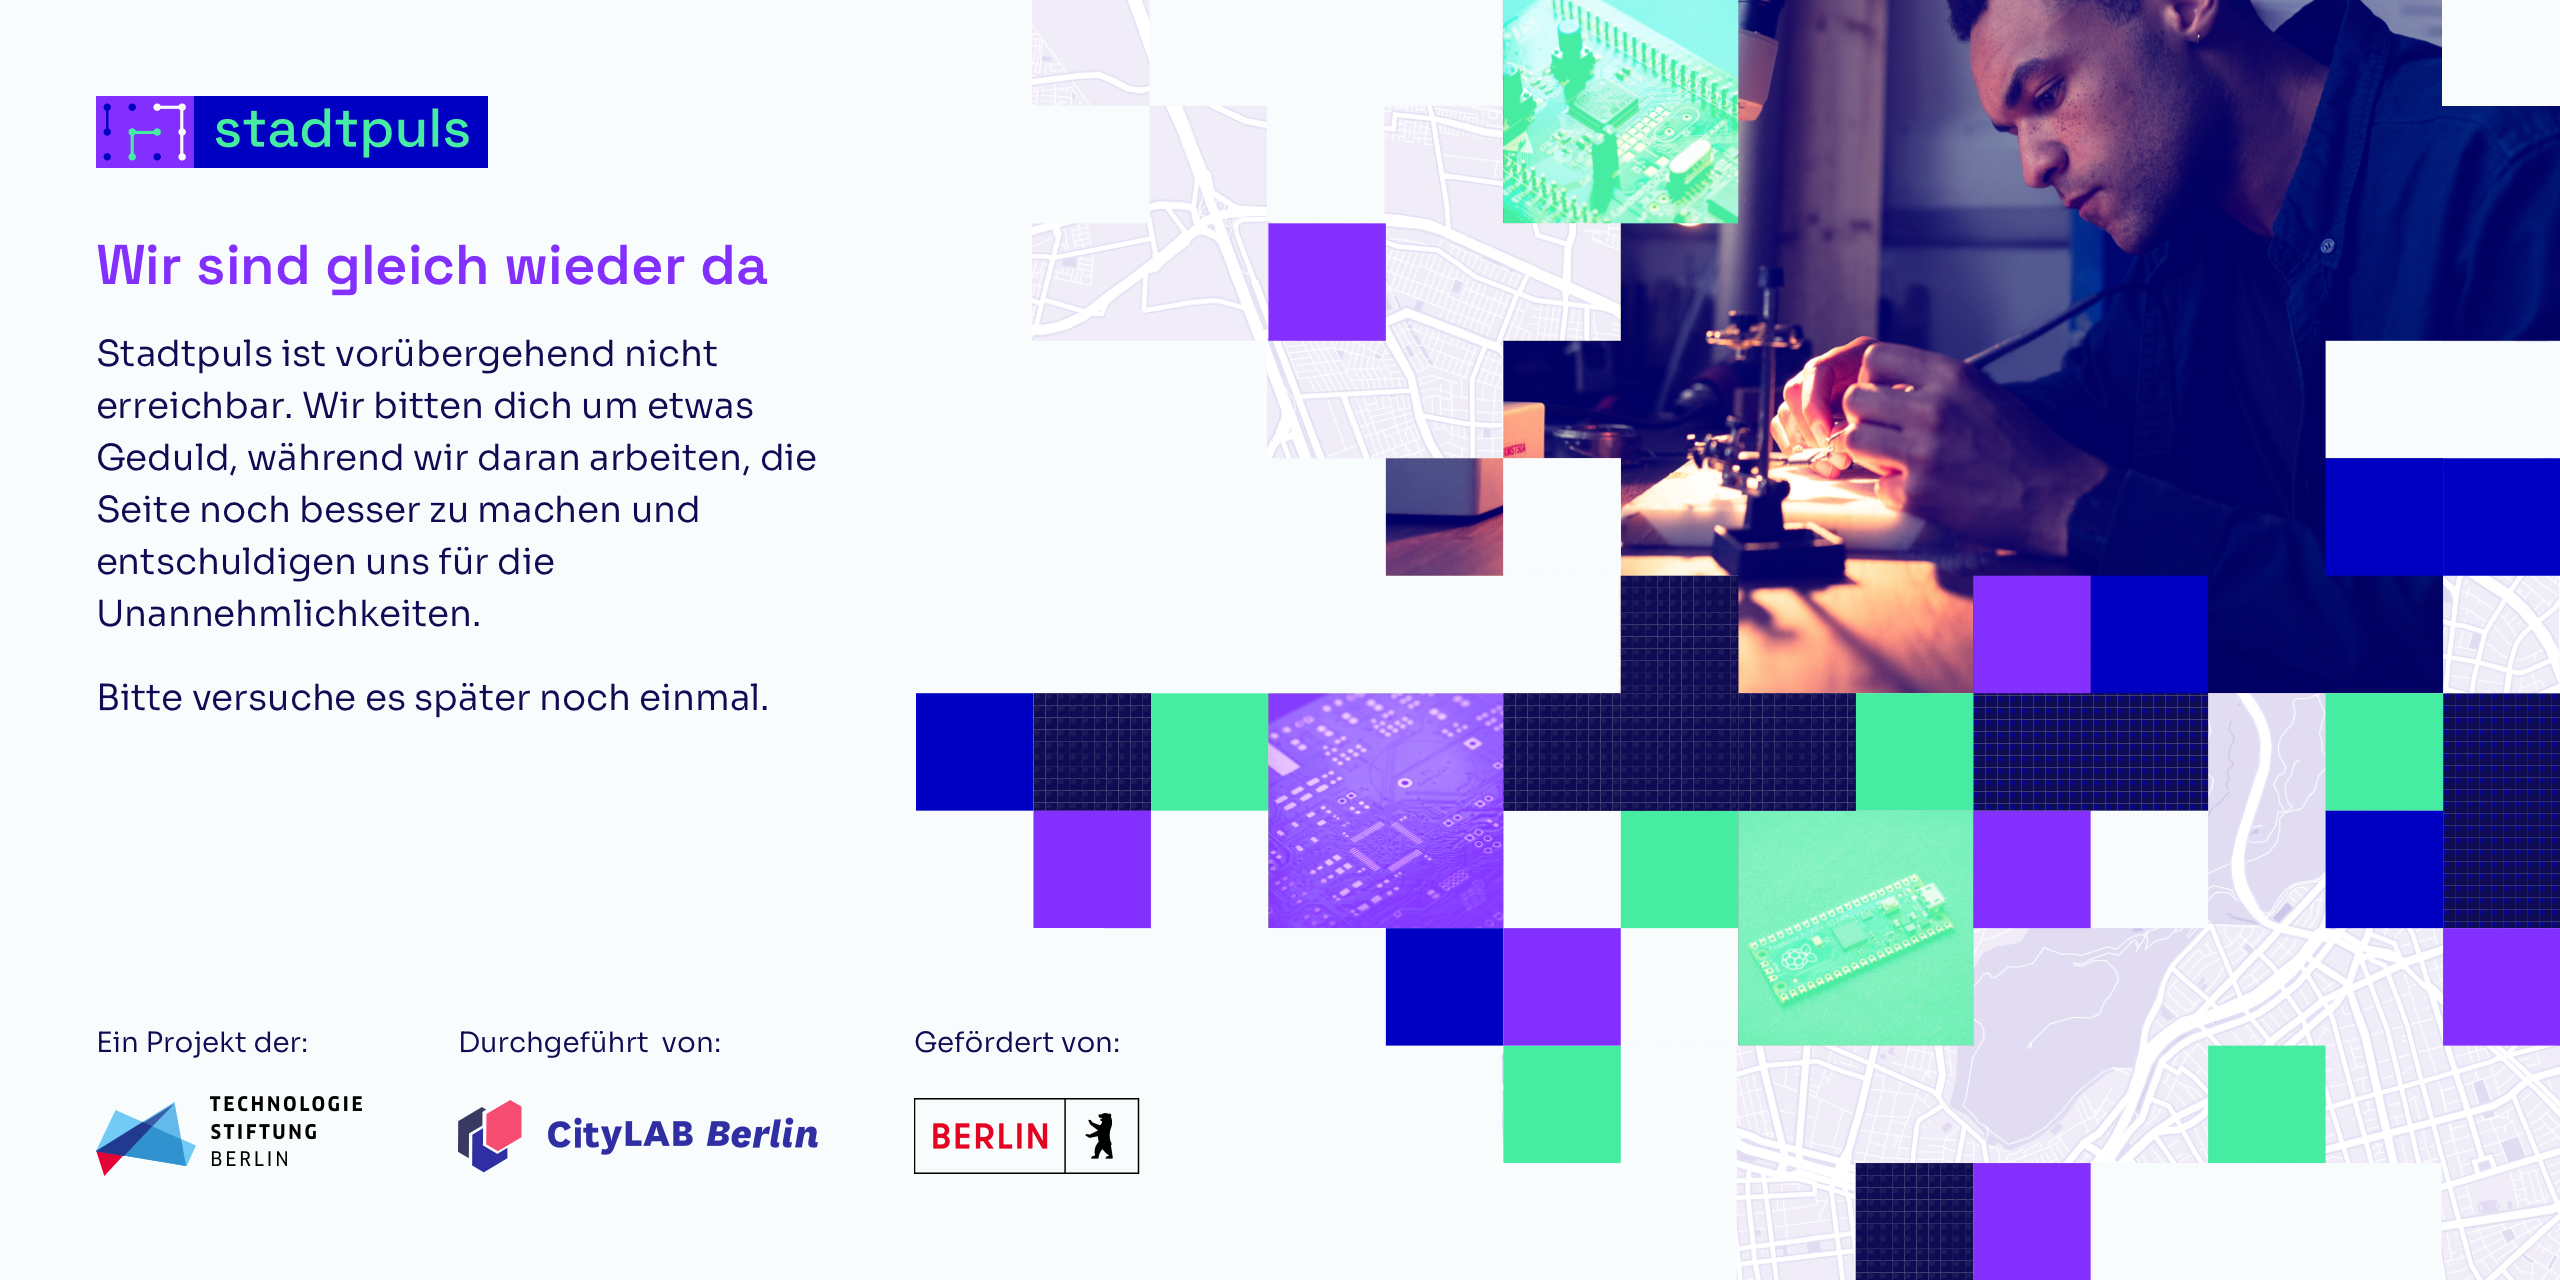 stadtpuls
Wir sind gleich wieder da
Stadtpuls ist vorübergehend nicht
erreichbar. Wir bitten dich um etwas
Geduld, während wir daran arbeiten, die
Seite noch besser zu machen und
entschuldigen uns für die
Unannehmlichkeiten.
Bitte versuche es später noch einmal.
Ein Projekt der:
TECHNOLOGIE
STIFTUNG
BERLIN
Durchgeführt von:
CityLAB Berlin
Gefördert von:
BERLIN